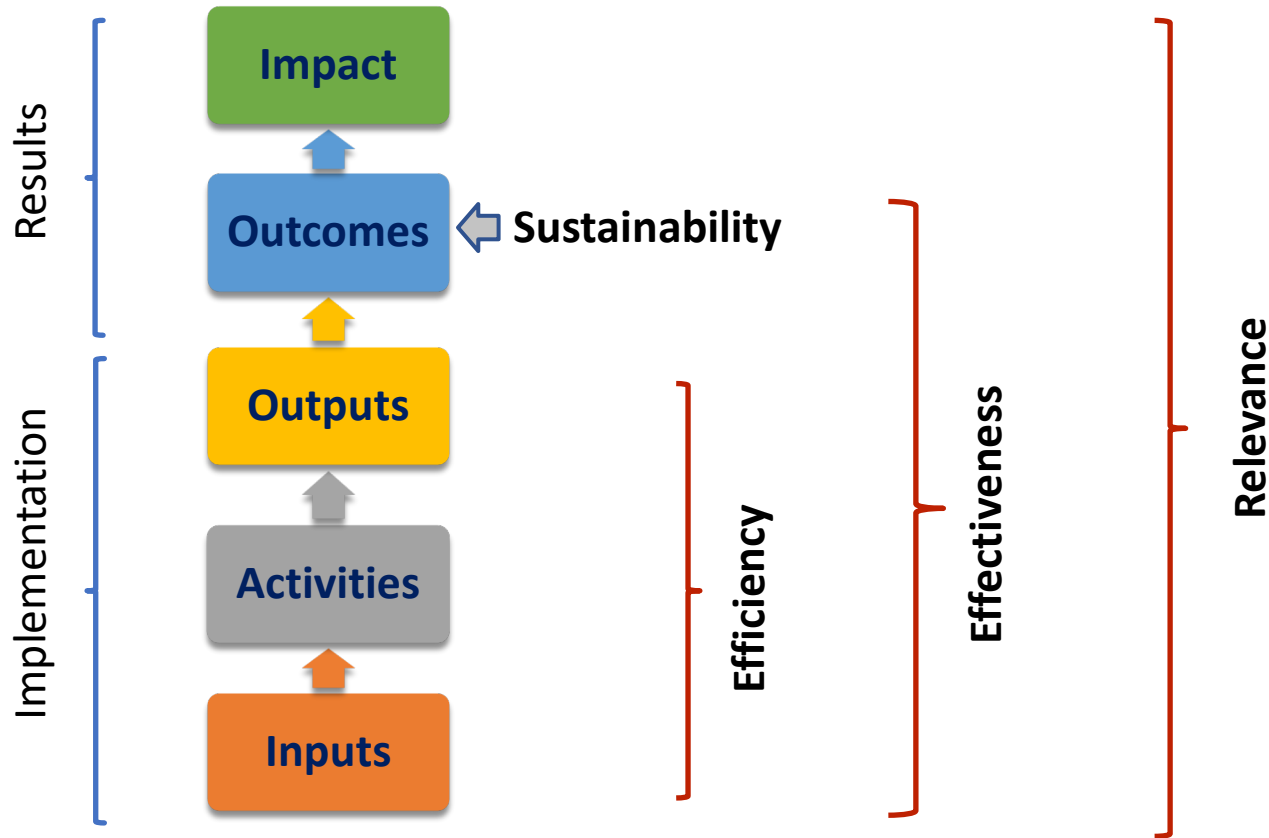 Results
Implementation
Impact
Outcomes
Sustainability
Outputs
Activities
Inputs
Efficiency
Effectiveness
Relevance